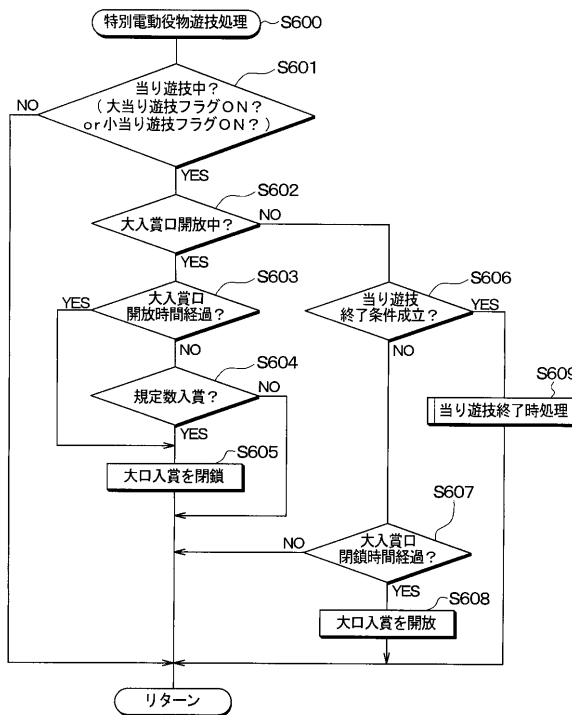 特別電動役物遊技処理
S600
S601
当り遊技中？
（大当り遊技フラグＯＮ？
or小当り遊技フラグＯＮ？）
NO
YES
S602
大入賞口開放中？
NO
YES
S603
大入賞口
開放時間経過？
YES
NO
S606
当り遊技
終了条件成立？
YES
NO
S604
規定数入賞？
NO
YES
S609
当り遊技終了時処理
S605
大口入賞を閉鎖
S607
大入賞口
閉鎖時間経過？
NO
YES
S608
大口入賞を開放
リターン